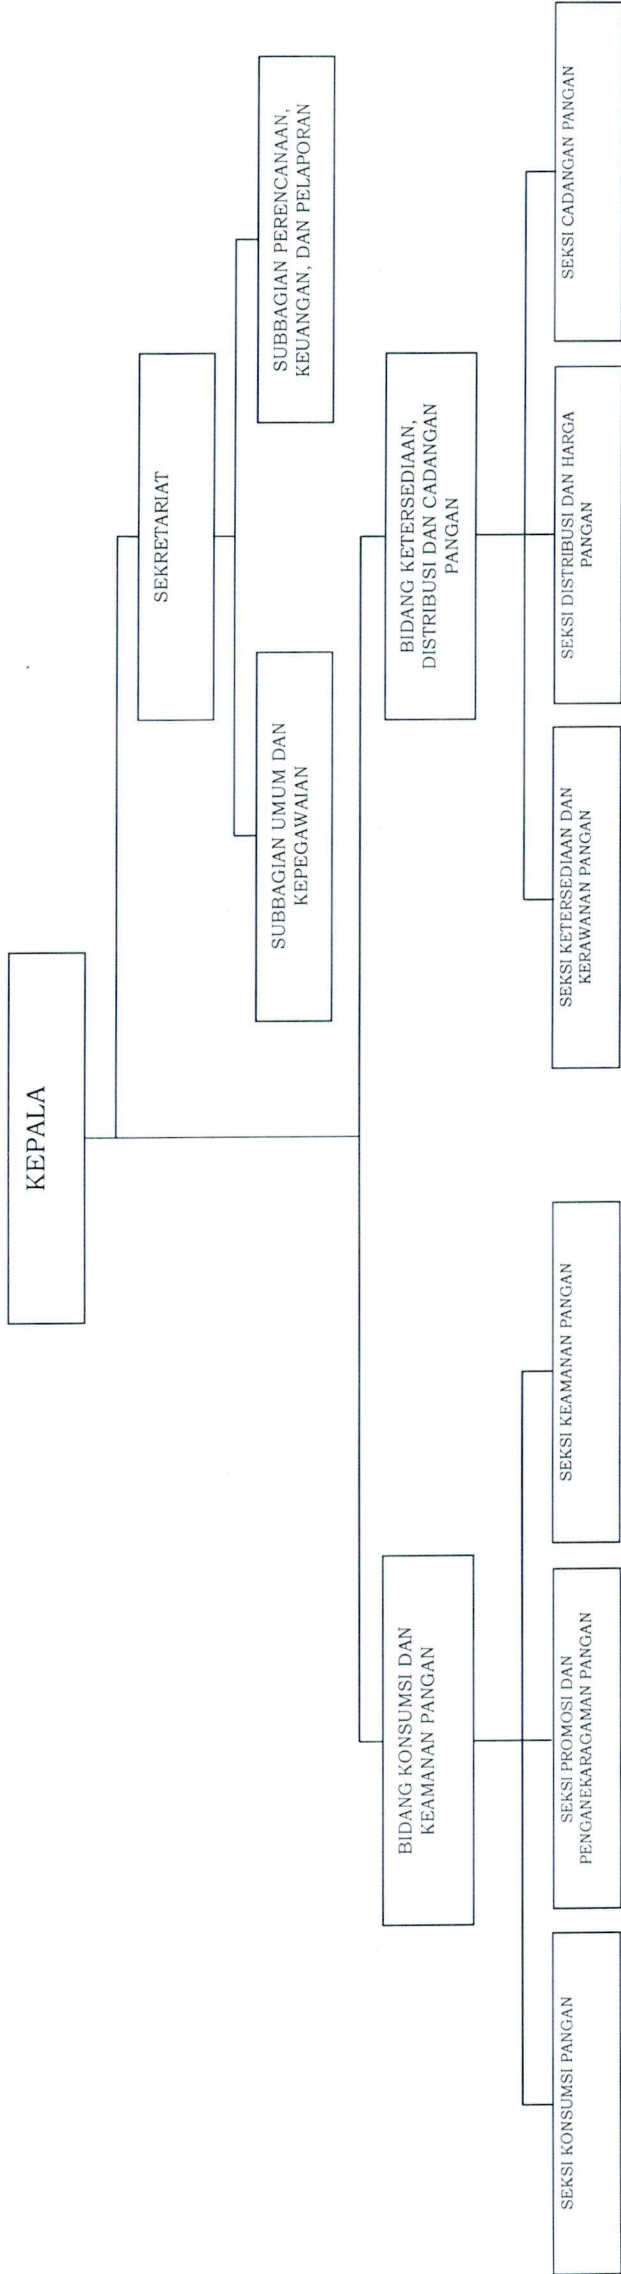 KEPALA
SEKRETARIAT
SUBBAGIAN UMUM DAN
KEPEGAWAIAN
SUBBAGIAN PERENCANAAN,
KEUANGAN, DAN PELAPORAN
BIDANG KONSUMSI DAN
KEAMANAN PANGAN
BIDANG KETERSEDIAAN,
DISTRIBUSI DAN CADANGAN
PANGAN
SEKSI KONSUMSI PANGAN
SEKSI PROMOSI DAN
PENGANEKARAGAMAN PANGAN
SEKSI KEAMANAN PANGAN
SEKSI KETERSEDIAAN DAN
KERAWANAN PANGAN
SEKSI DISTRIBUSI DAN HARGA
PANGAN
SEKSI CADANGAN PANGAN